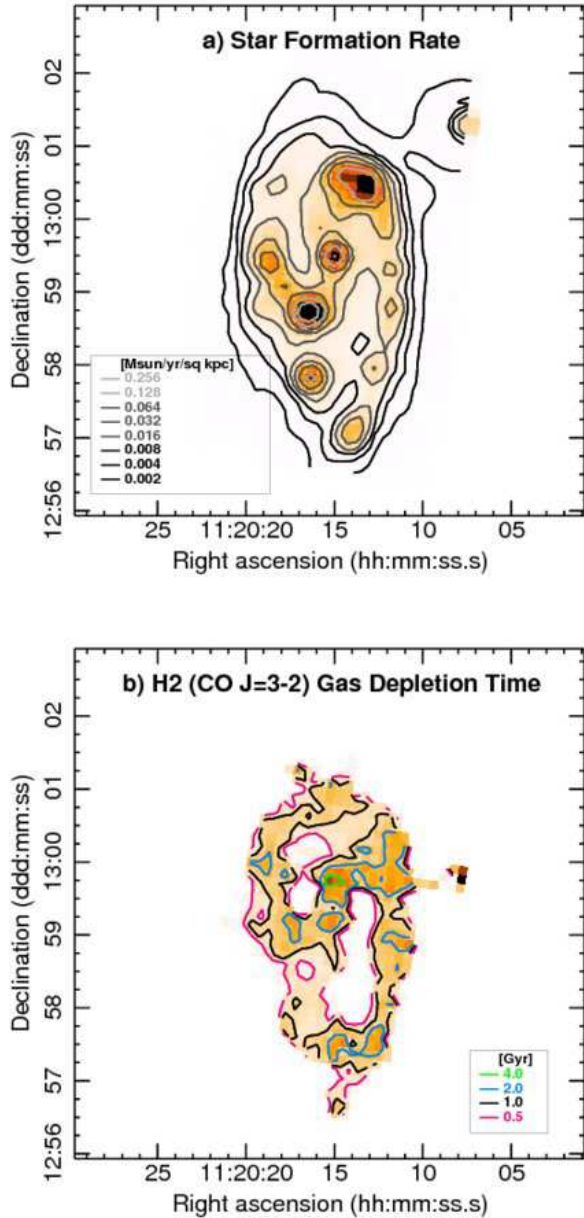 a) Star Formation Rate
Declination (ddd:mm:ss)
02
01
13:00
59
58
57
12:56
[Msun/yr/sq kpc]
0.256
0.128
0.064
0.032
0.016
0.008
0.004
0.002
25 11:20:20 15 10 05
Right ascension (hh:mm:ss.s)
b) H2 (CO J=3-2) Gas Depletion Time
Declination (ddd:mm:ss)
02
01
13:00
59
58
57
12:56
[Gyr]
4.0
2.0
1.0
0.5
25 11:20:20 15 10 05
Right ascension (hh:mm:ss.s)